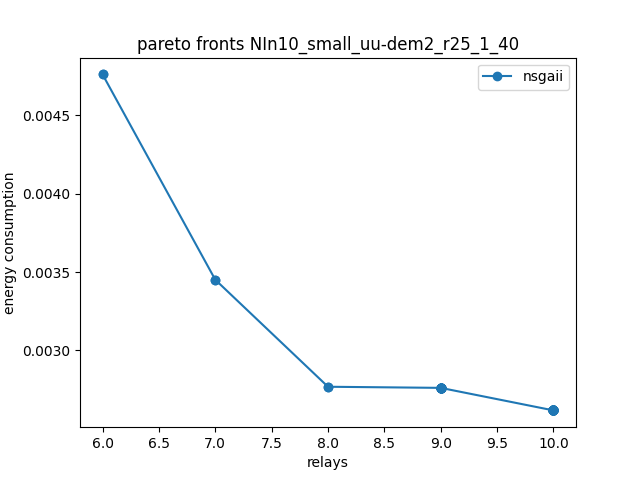 pareto fronts NIn10_small_uu-dem2_r25_1_40
nsgaii
energy consumption
0.0045
0.0040
0.0035
0.0030
6.0 6.5 7.0 7.5 8.0 8.5 9.0 9.5 10.0
relays